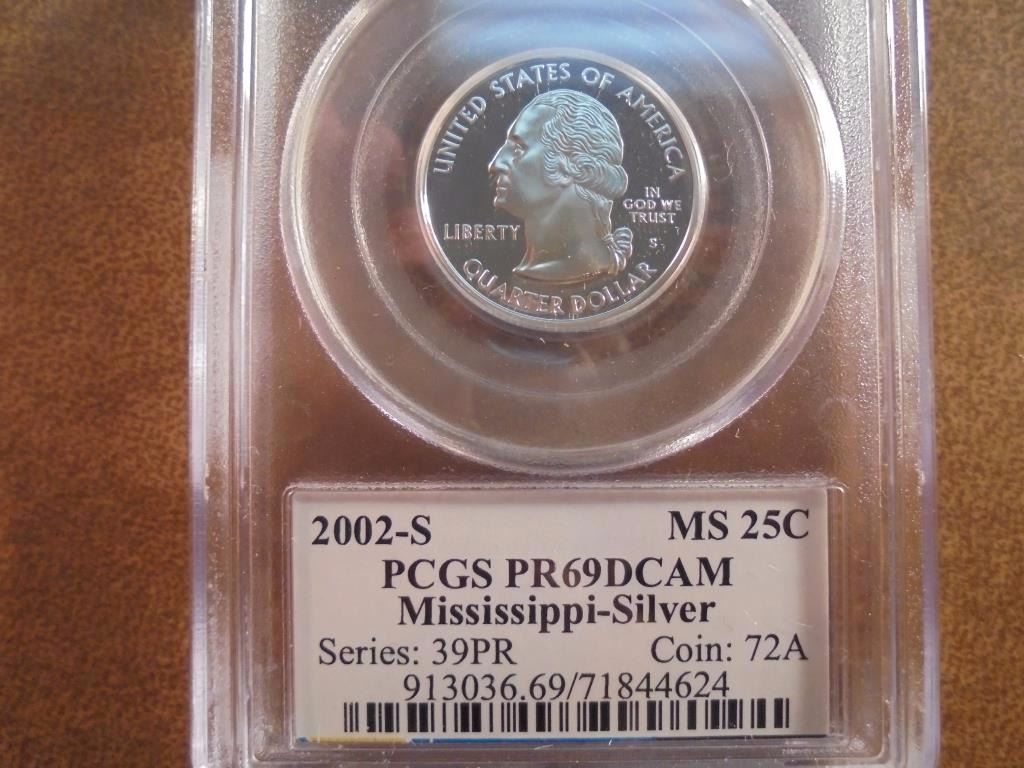 UNITED STATES OF AMERICA
IN
GOD WE
TRUST
LIBERTY
S
QUARTER DOLLAR
2002-S MS 25C
PCGS PR69DCAM
Mississippi-Silver
Series: 39PR Coin: 72A
913036.69/71844624